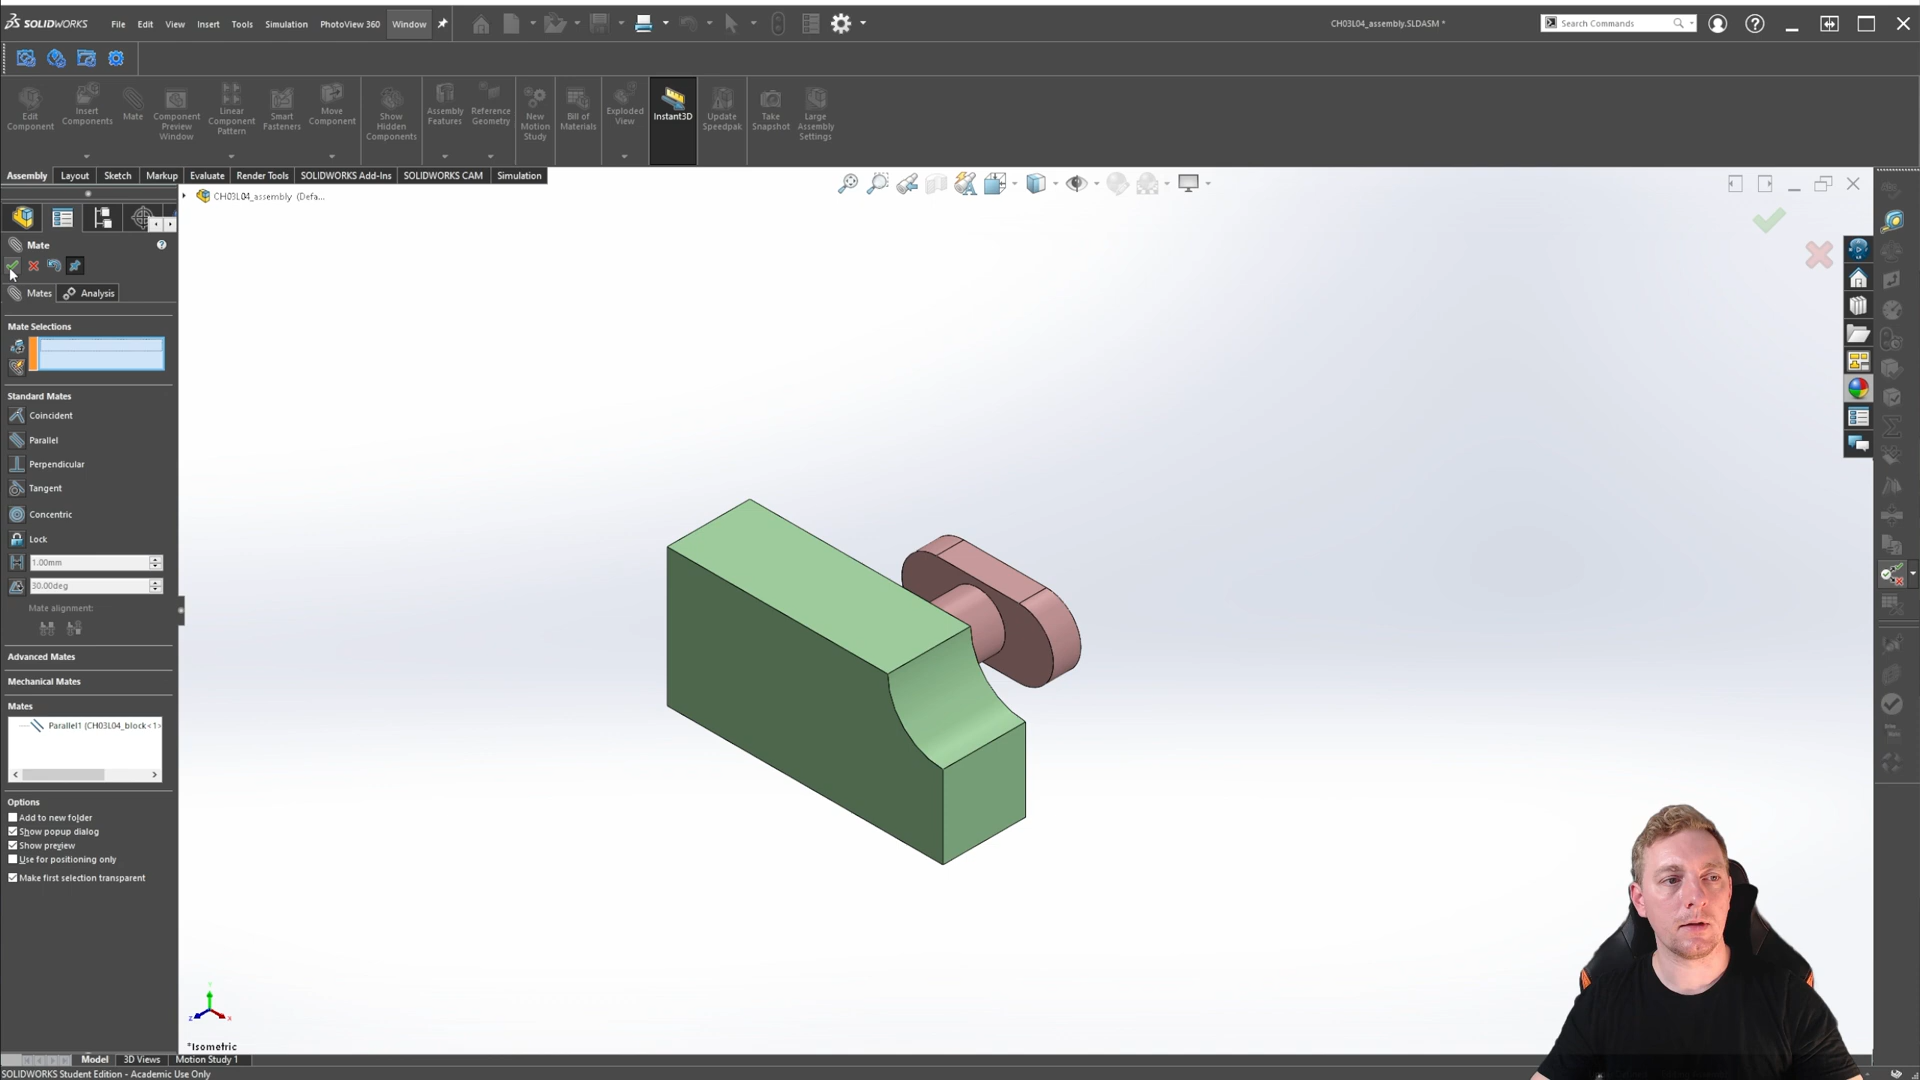 SOLIDWORKS
File
Edit
View
Insert
Tools
Simulation
PhotoView 360
Window
CH03L04_assembly.SLDASM *
Search Commands
Edit Component
Insert Components
Mate
Component Preview Window
Linear Component Pattern
Smart Fasteners
Move Component
Show Hidden Components
Assembly Features
Reference Geometry
New Motion Study
Bill of Materials
Exploded View
Instant3D
Update Speedpak
Take Snapshot
Large Assembly Settings
Assembly
Layout
Sketch
Markup
Evaluate
Render Tools
SOLIDWORKS Add-Ins
SOLIDWORKS CAM
Simulation
CH03L04_assembly (Defa...
Mate
Mates
Analysis
Mate Selections
Standard Mates
Coincident
Parallel
Perpendicular
Tangent
Concentric
Lock
1.00mm
30.00deg
Mate alignment:
Advanced Mates
Mechanical Mates
Mates
Parallel1 (CH03L04_block<1>
Options
Add to new folder
Show popup dialog
Show preview
Use for positioning only
Make first selection transparent
Y
Z
X
*Isometric
Model
3D Views
Motion Study 1
SOLIDWORKS Student Edition - Academic Use Only